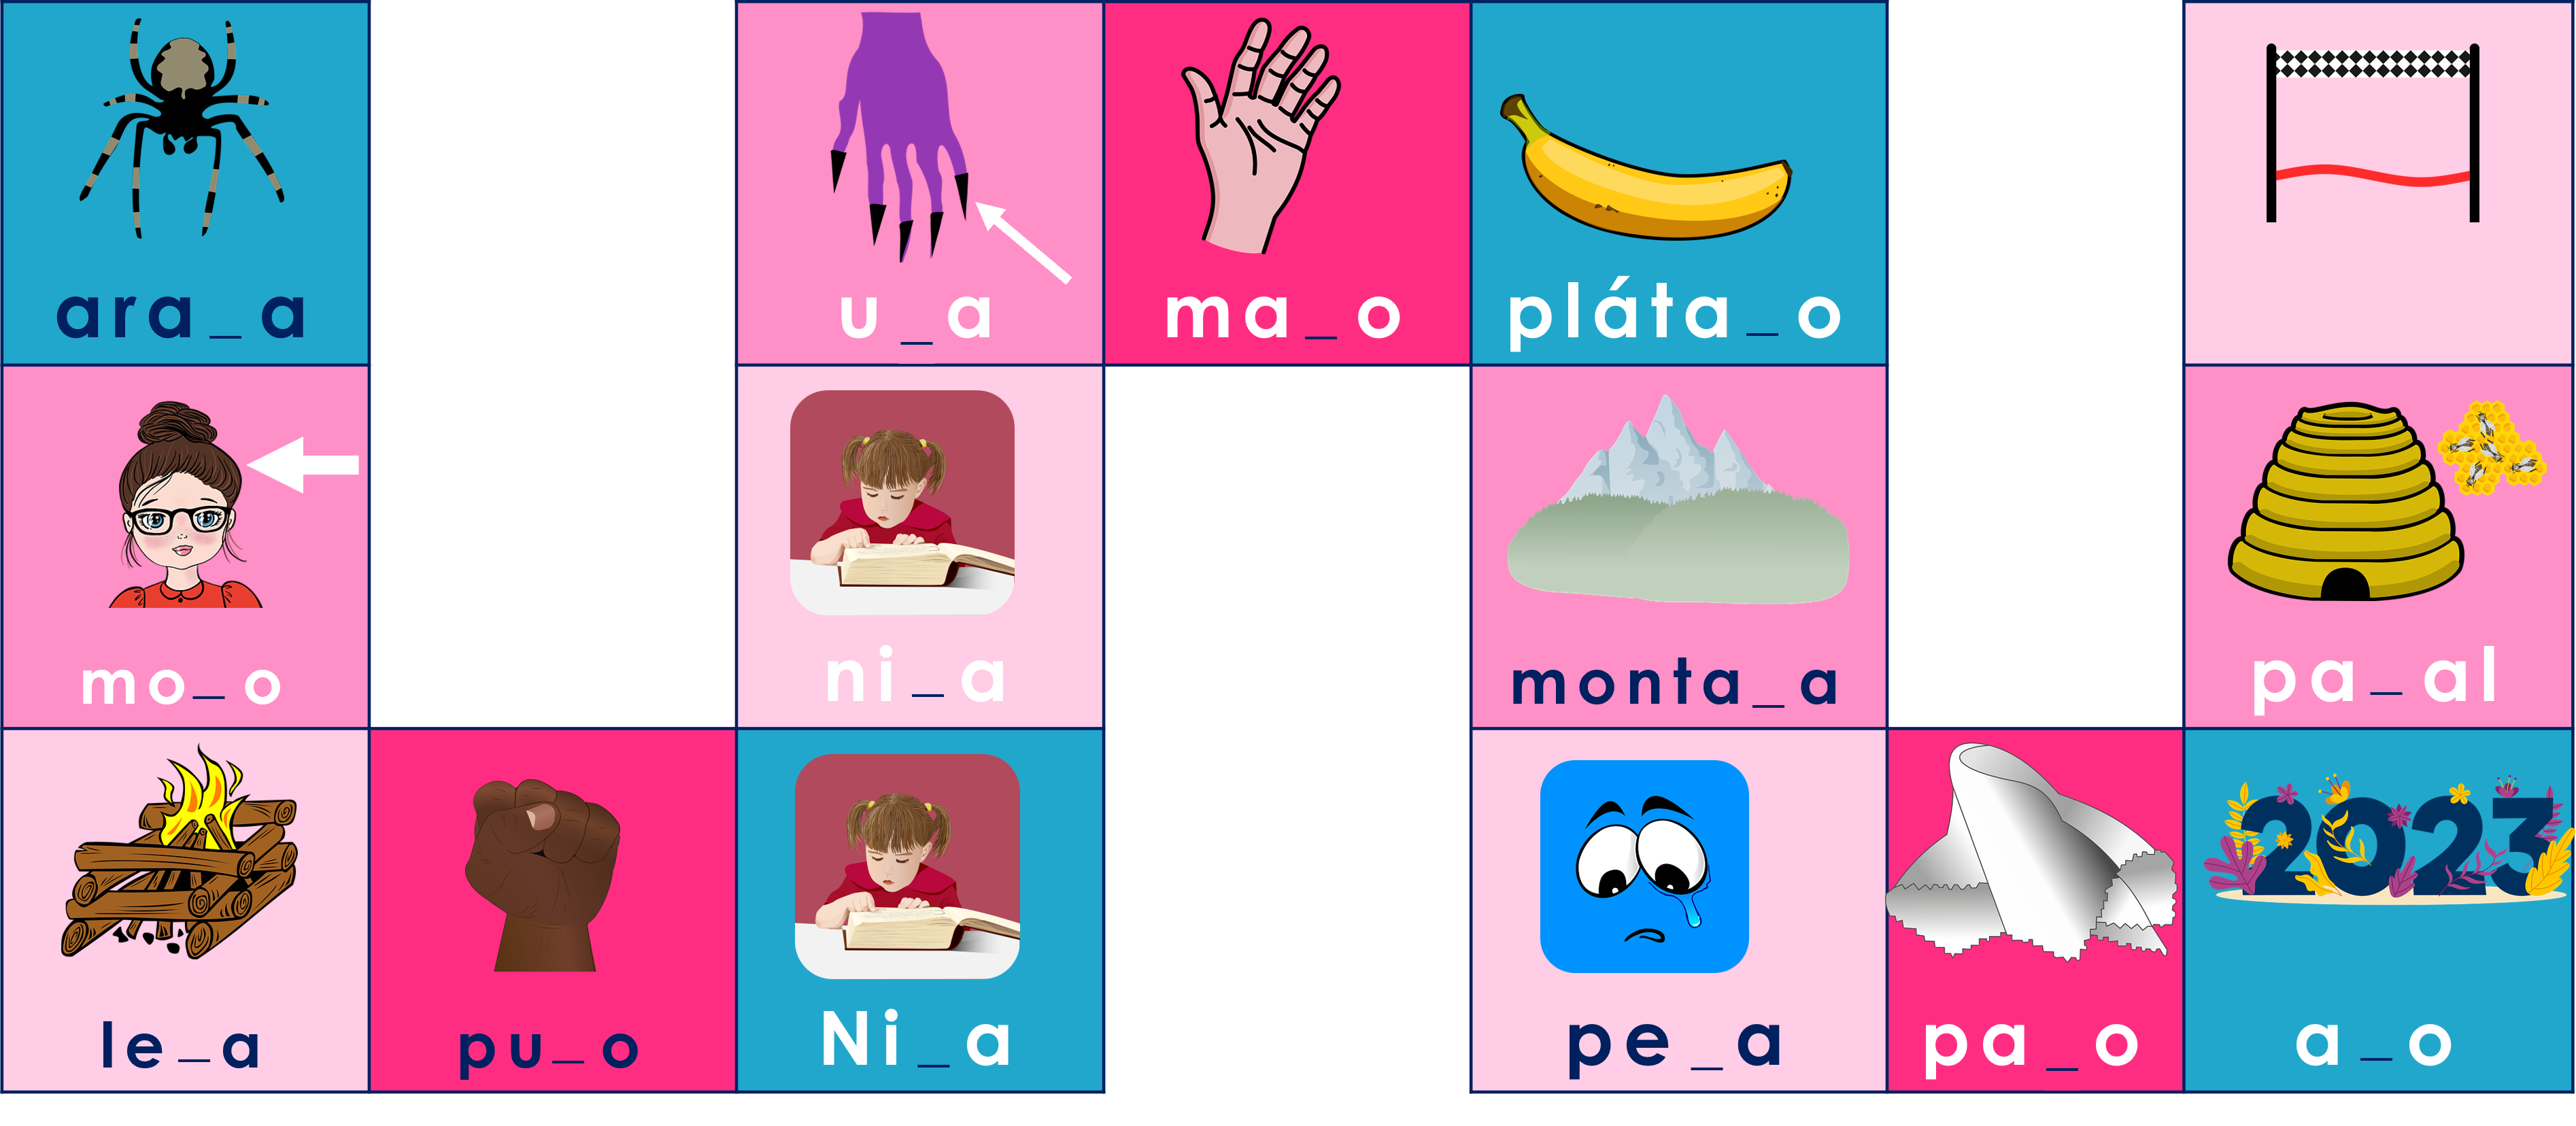 ara_a
u_a
ma_o
pláta_o
mo_o
ni_a
monta_a
pa_al
le_a
pu_o
Ni_a
pe_a
pa_o
2023
a_o